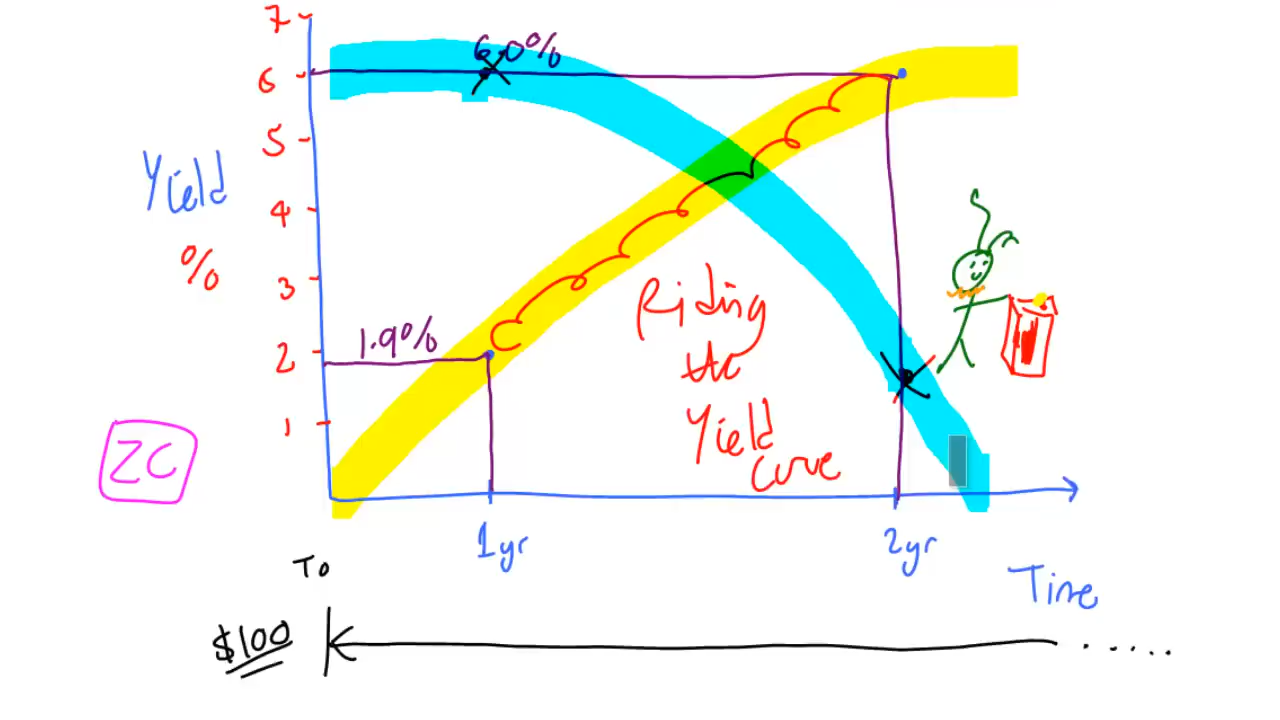 7
6.0%
6
5
Yield
4
%
3
Riding
the
Yield
curve
1.9%
2
1
ZC
1yr
2yr
To
Time
$100